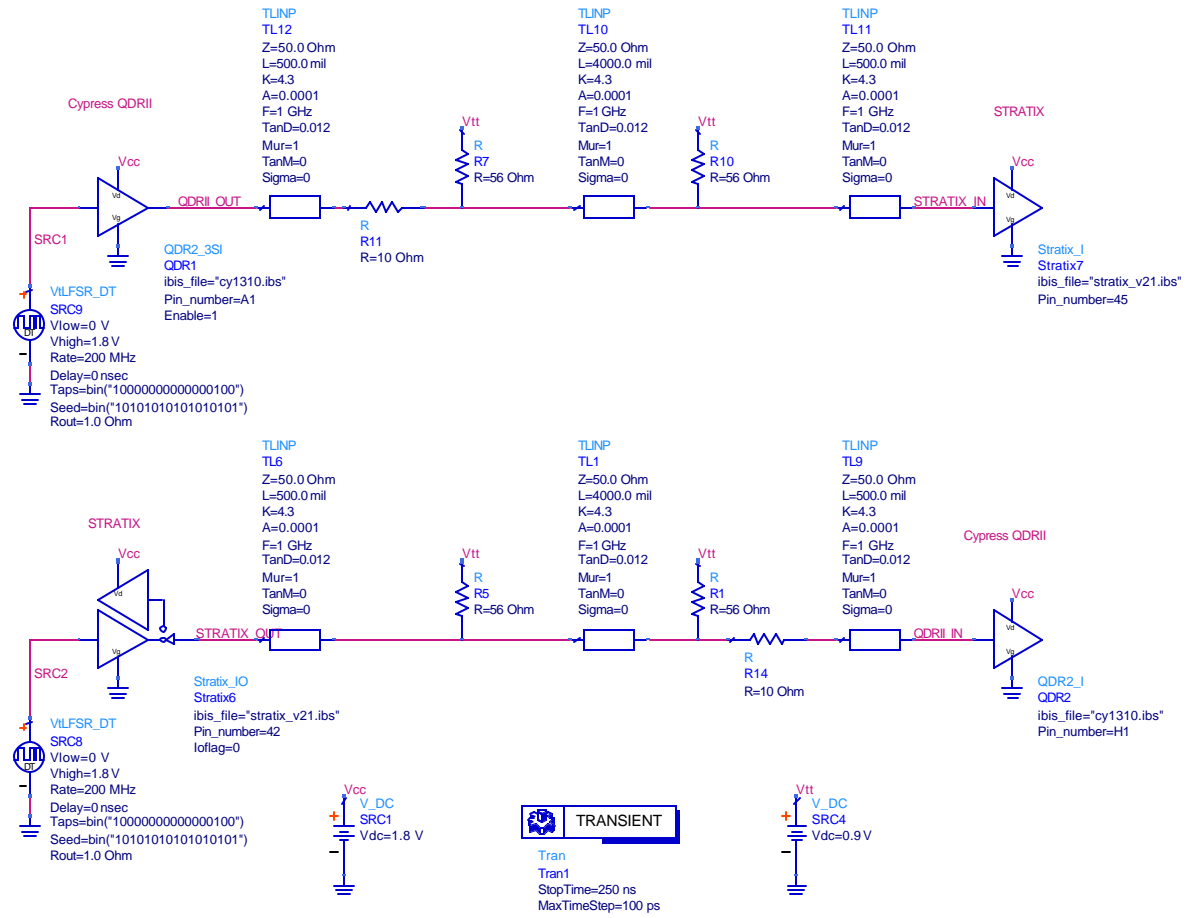 TLINP
TL12
Z=50.0 Ohm
L=500.0 mil
K=4.3
A=0.0001
F=1 GHz
TanD=0.012
Mur=1
TanM=0
Sigma=0
TLINP
TL10
Z=50.0 Ohm
L=4000.0 mil
K=4.3
A=0.0001
F=1 GHz
TanD=0.012
Mur=1
TanM=0
Sigma=0
TLINP
TL11
Z=50.0 Ohm
L=500.0 mil
K=4.3
A=0.0001
F=1 GHz
TanD=0.012
Mur=1
TanM=0
Sigma=0
Cypress QDRII
STRATIX
Vcc
Vd
Vg
QDRII_OUT
Vtt
R
R7
R=56 Ohm
Vtt
R
R10
R=56 Ohm
STRATIX_IN
Vcc
Vd
Vg
SRC1
R
R11
R=10 Ohm
QDR2_3SI
QDR1
ibis_file="cy1310.ibs"
Pin_number=A1
Enable=1
Stratix_I
Stratix7
ibis_file="stratix_v21.ibs"
Pin_number=45
+
DT
–
VtLFSR_DT
SRC9
Vlow=0 V
Vhigh=1.8 V
Rate=200 MHz
Delay=0 nsec
Taps=bin("10000000000000100")
Seed=bin("10101010101010101")
Rout=1.0 Ohm
TLINP
TL6
Z=50.0 Ohm
L=500.0 mil
K=4.3
A=0.0001
F=1 GHz
TanD=0.012
Mur=1
TanM=0
Sigma=0
TLINP
TL1
Z=50.0 Ohm
L=4000.0 mil
K=4.3
A=0.0001
F=1 GHz
TanD=0.012
Mur=1
TanM=0
Sigma=0
TLINP
TL9
Z=50.0 Ohm
L=500.0 mil
K=4.3
A=0.0001
F=1 GHz
TanD=0.012
Mur=1
TanM=0
Sigma=0
STRATIX
Cypress QDRII
Vcc
Vd
Vg
STRATIX_OUT
Vtt
R
R5
R=56 Ohm
Vtt
R
R1
R=56 Ohm
QDRII_IN
Vcc
Vd
Vg
SRC2
R
R14
R=10 Ohm
Stratix_IO
Stratix6
ibis_file="stratix_v21.ibs"
Pin_number=42
Ioflag=0
QDR2_I
QDR2
ibis_file="cy1310.ibs"
Pin_number=H1
+
DT
–
VtLFSR_DT
SRC8
Vlow=0 V
Vhigh=1.8 V
Rate=200 MHz
Delay=0 nsec
Taps=bin("10000000000000100")
Seed=bin("10101010101010101")
Rout=1.0 Ohm
Vcc
+
–
V_DC
SRC1
Vdc=1.8 V
TRANSIENT
Tran
Tran1
StopTime=250 ns
MaxTimeStep=100 ps
Vtt
+
–
V_DC
SRC4
Vdc=0.9 V